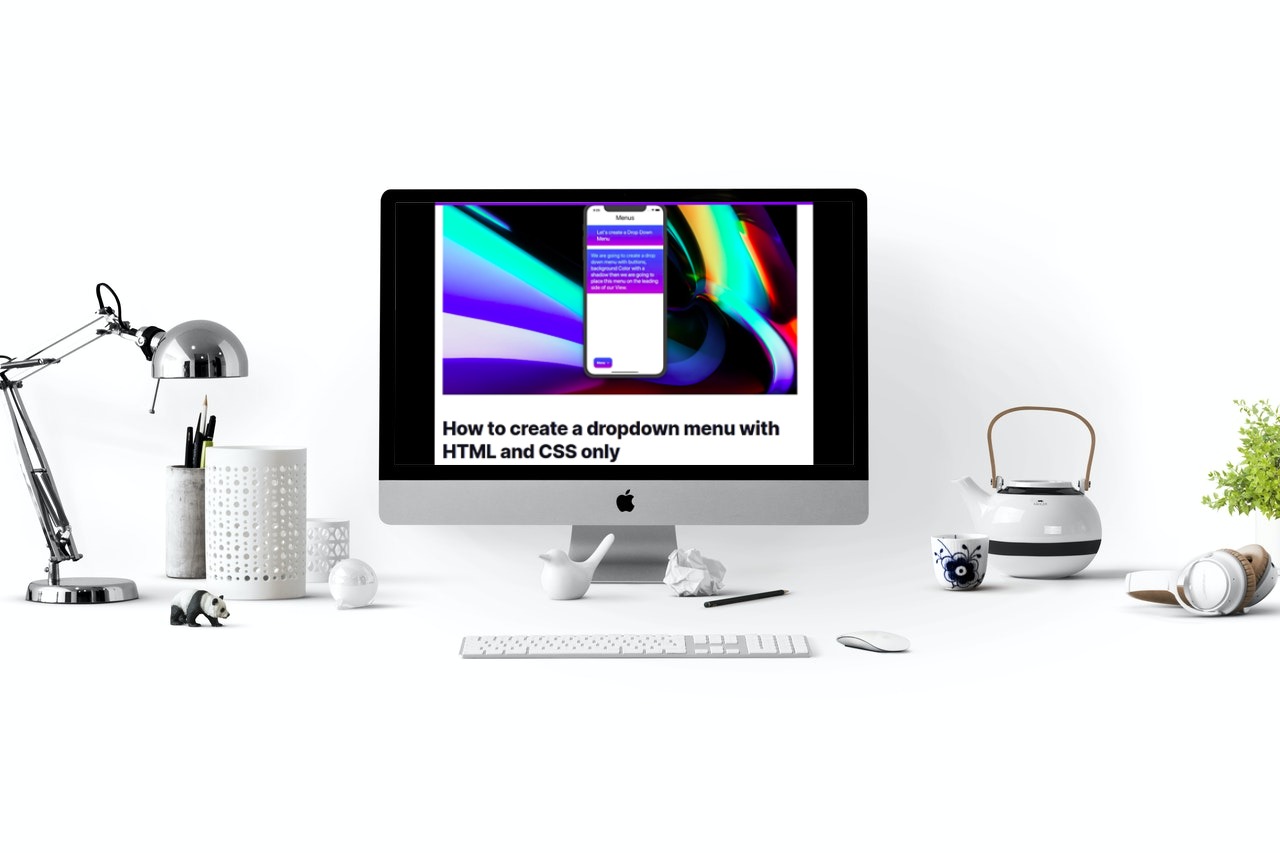 Menus
Let's create a Drop Down
Menu
We are going to create a drop
down menu with buttons,
background Color with a
shadow then we are going to
place this menu on the leading
side of our View.
Menu
How to create a dropdown menu with
HTML and CSS only